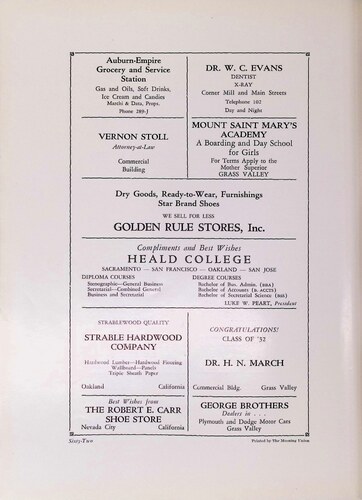 Auburn-Empire
Grocery and Service
Station
Gas and Oils, Soft Drinks,
Ice Cream and Candies
Marchi & Data, Props.
Phone 289-J
DR. W. C. EVANS
DENTIST
X-RAY
Corner Mill and Main Streets
Telephone 102
Day and Night
VERNON STOLL
Attorney-at-Law
Commercial
Building
MOUNT SAINT MARY'S
ACADEMY
A Boarding and Day School
for Girls
For Terms Apply to the
Mother Superior
GRASS VALLEY
Dry Goods, Ready-to-Wear, Furnishings
Star Brand Shoes
WE SELL FOR LESS
GOLDEN RULE STORES, Inc.
Compliments and Best Wishes
HEALD COLLEGE
SACRAMENTO — SAN FRANCISCO — OAKLAND — SAN JOSE
DIPLOMA COURSES
Stenographic—General Business
Secretarial—Combined General
Business and Secretarial
DEGREE COURSES
Bachelor of Bus. Admin. (BBA)
Bachelor of Accounts (B. ACCTS)
Bachelor of Secretarial Science
LUKE W. PEART, President
STRABLEWOOD QUALITY
STRABLE HARDWOOD
COMPANY
Hardwood Lumber—Hardwood Flooring
Wallboard—Panels
Triple Sheath Paper
Oakland California
CONGRATULATIONS!
CLASS OF '32
DR. H. N. MARCH
Commercial Bldg. Grass Valley
Best Wishes from
THE ROBERT E. CARR
SHOE STORE
Nevada City California
GEORGE BROTHERS
Dealers in . . .
Plymouth and Dodge Motor Cars
Grass Valley
Sixty-Two
Printed by The Morning Union